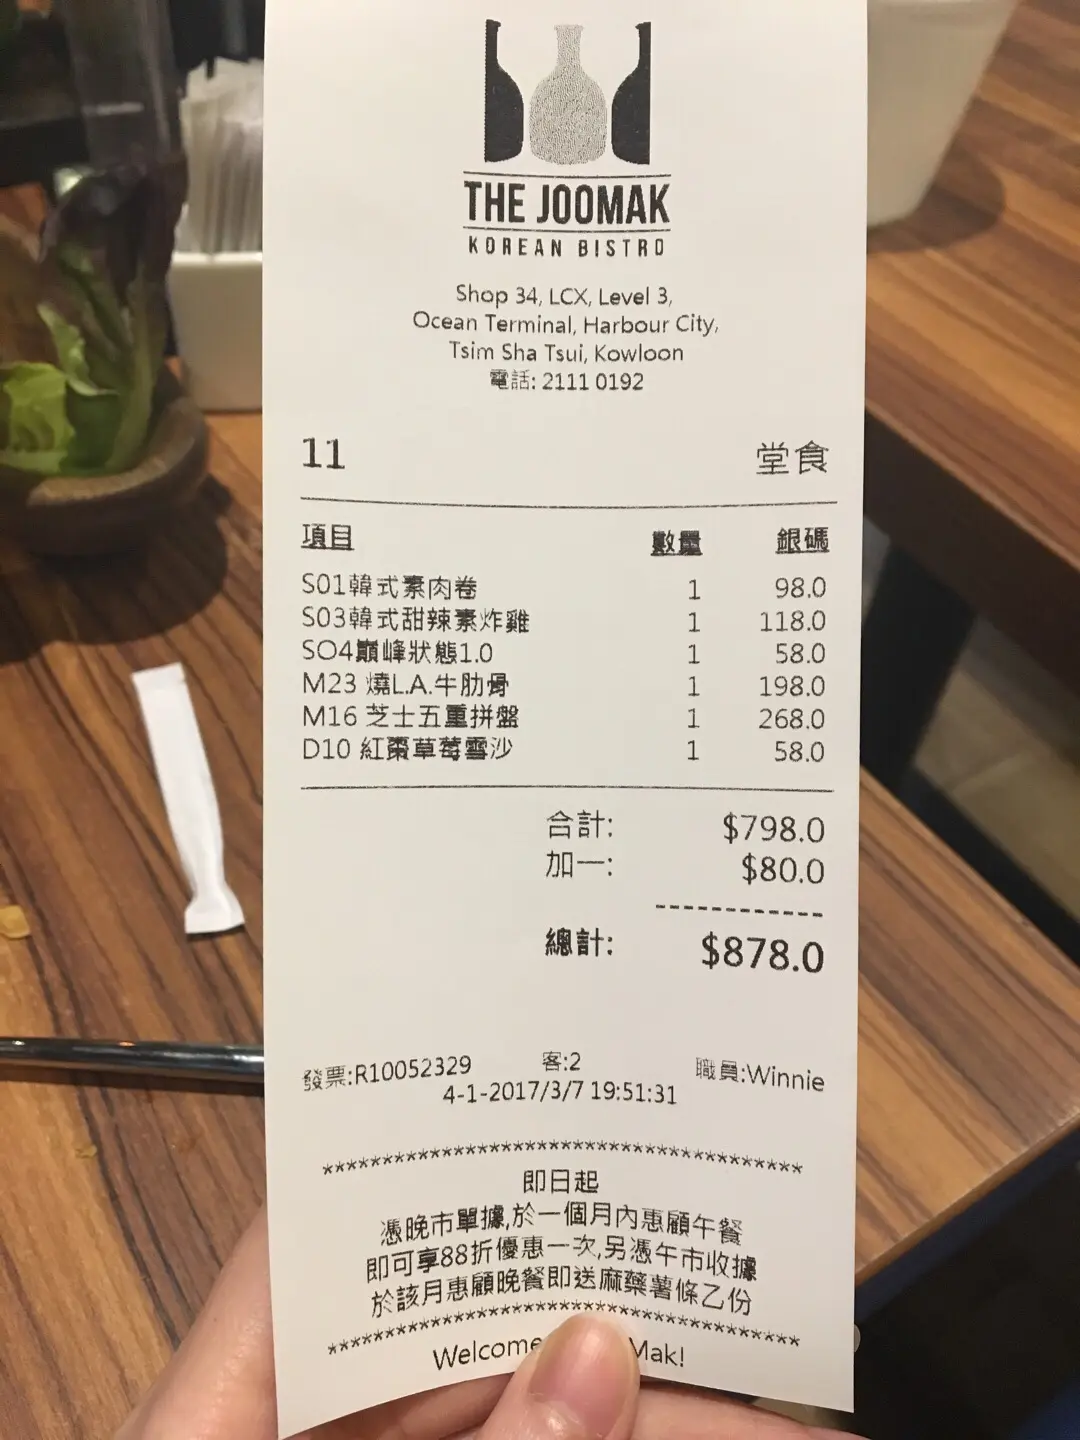 THE JOOMAK
KOREAN BISTRO
Shop 34, LCX, Level 3,
Ocean Terminal, Harbour City,
Tsim Sha Tsui, Kowloon
電話: 2111 0192
11 堂食
項目 數量 銀碼
S01韓式素肉卷 1 98.0
S03韓式甜辣素炸雞 1 118.0
SO4巔峰狀態1.0 1 58.0
M23 燒L.A.牛肋骨 1 198.0
M16 芝士五重拼盤 1 268.0
D10 紅棗草莓雪沙 1 58.0
合計: $798.0
加一: $80.0
------------
總計: $878.0
發票:R10052329 客:2 職員:Winnie
4-1-2017/3/7 19:51:31
****************************************
即日起
憑晚市單據,於一個月內惠顧午餐
即可享88折優惠一次,另憑午市收據
於該月惠顧晚餐即送麻藥薯條乙份
****************************************
Welcome Mak!